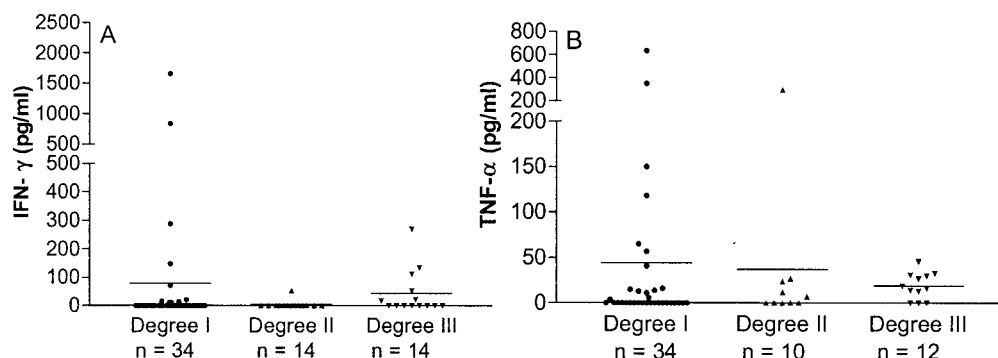 A
IFN- γ (pg/ml)
2500
2000
1500
1000
500
500
400
300
200
100
0
Degree I
Degree II
Degree III
n = 34
n = 14
n = 14
B
TNF-α (pg/ml)
800
600
400
200
200
150
100
50
0
Degree I
Degree II
Degree III
n = 34
n = 10
n = 12